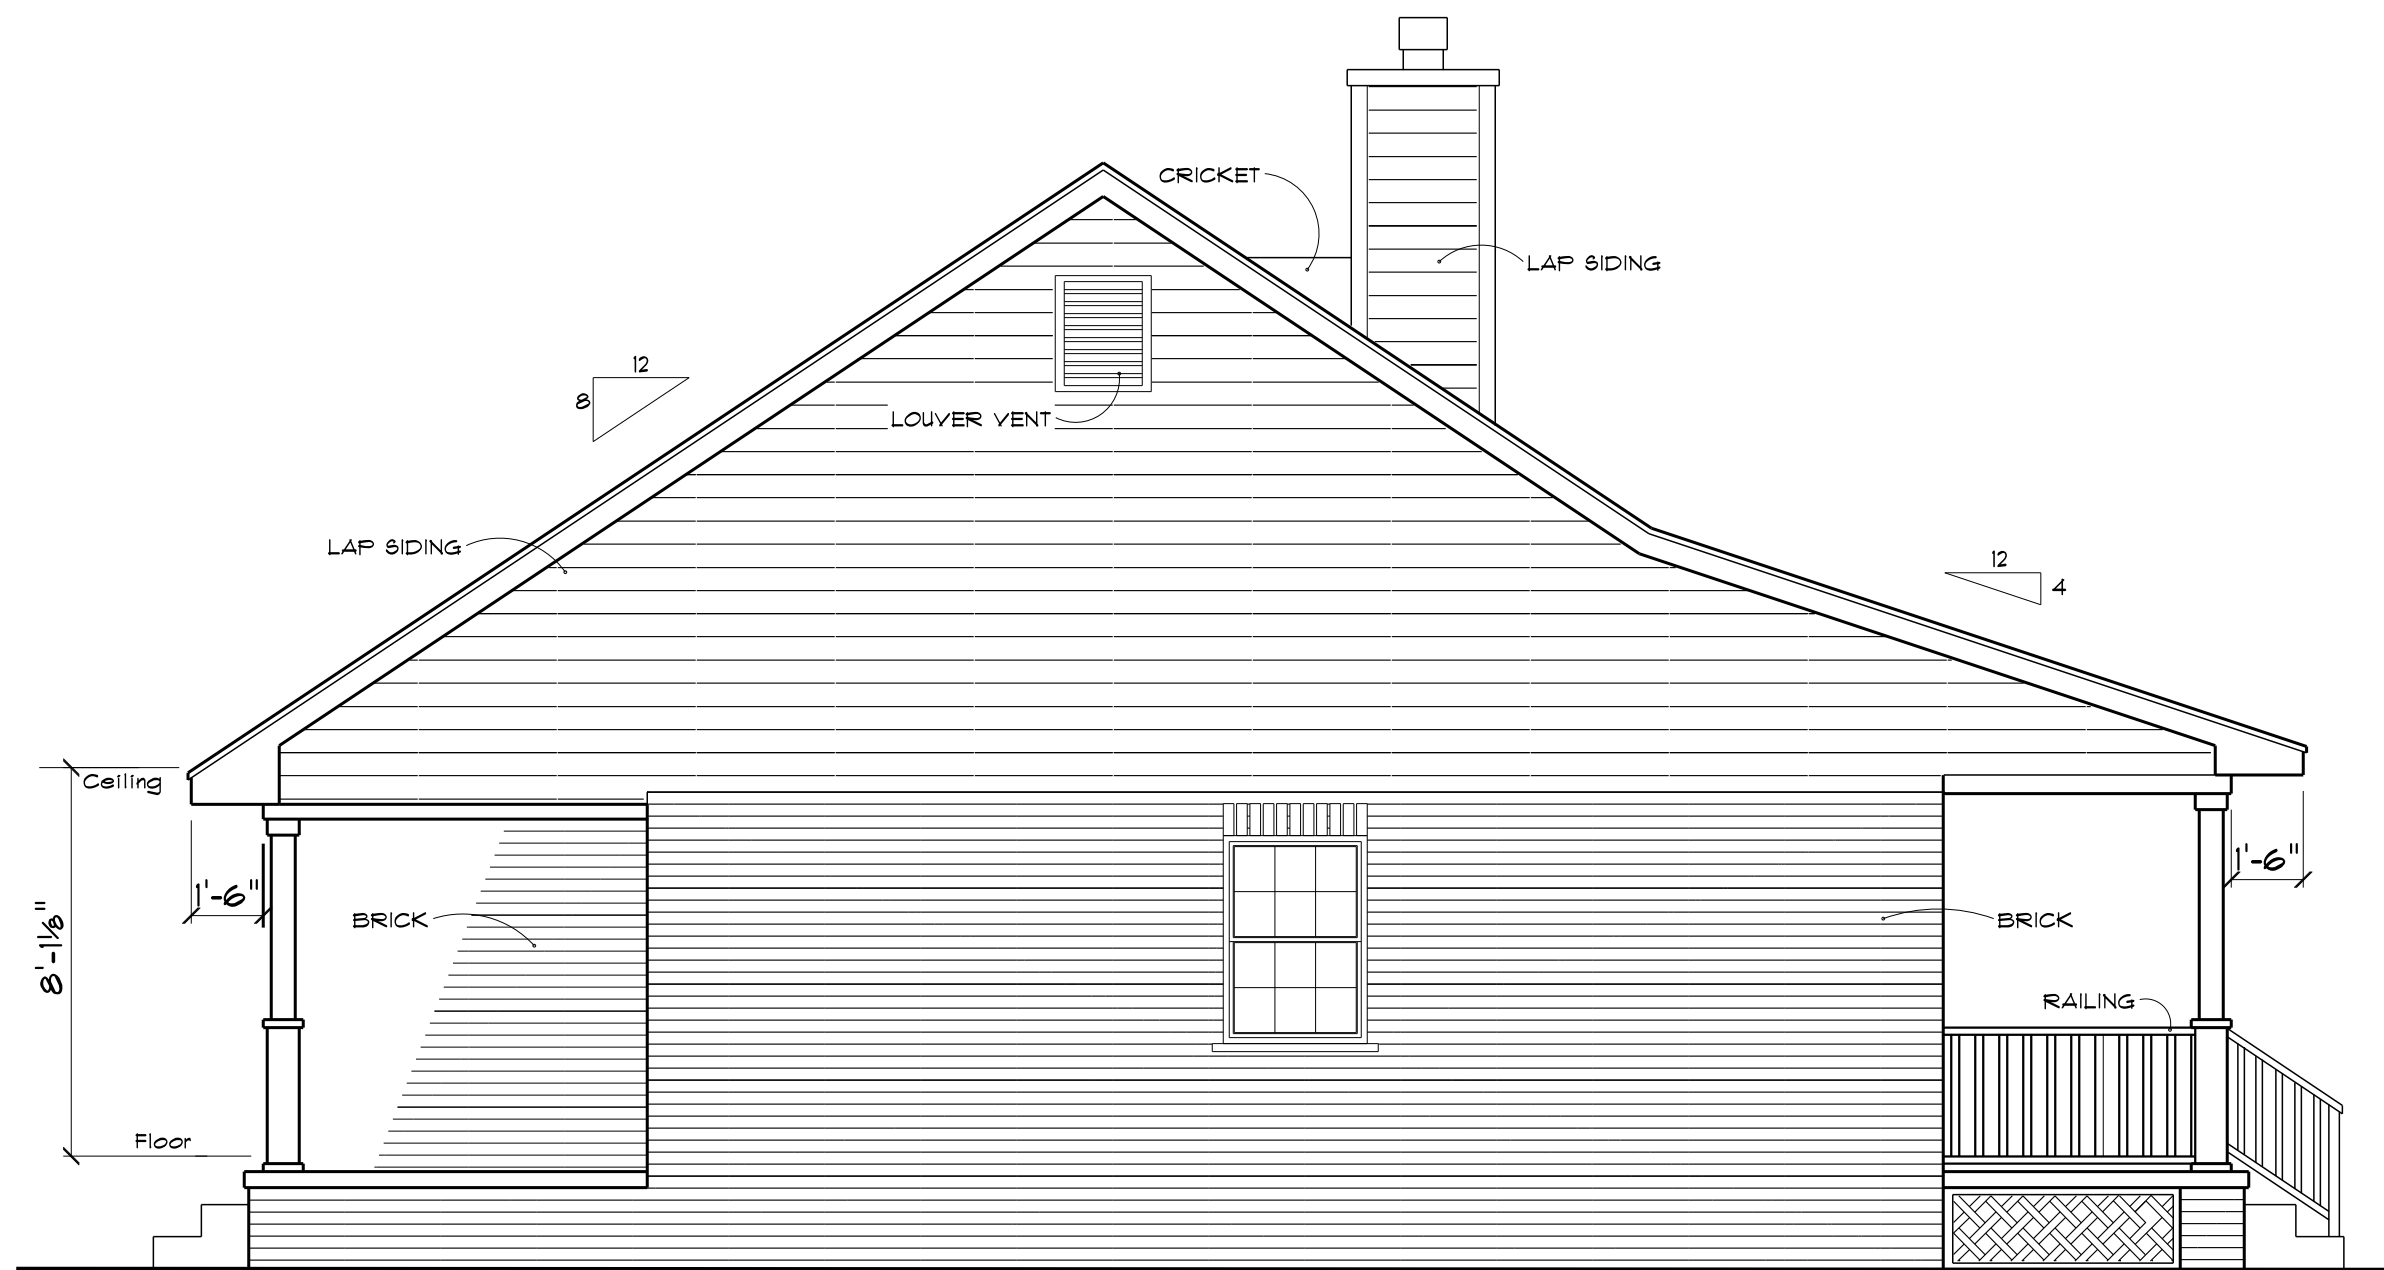 CRICKET
LAP SIDING
12
8
LOUVER VENT
LAP SIDING
12
4
Ceiling
1'-6"
1'-6"
8'-1⅛"
BRICK
BRICK
RAILING
Floor